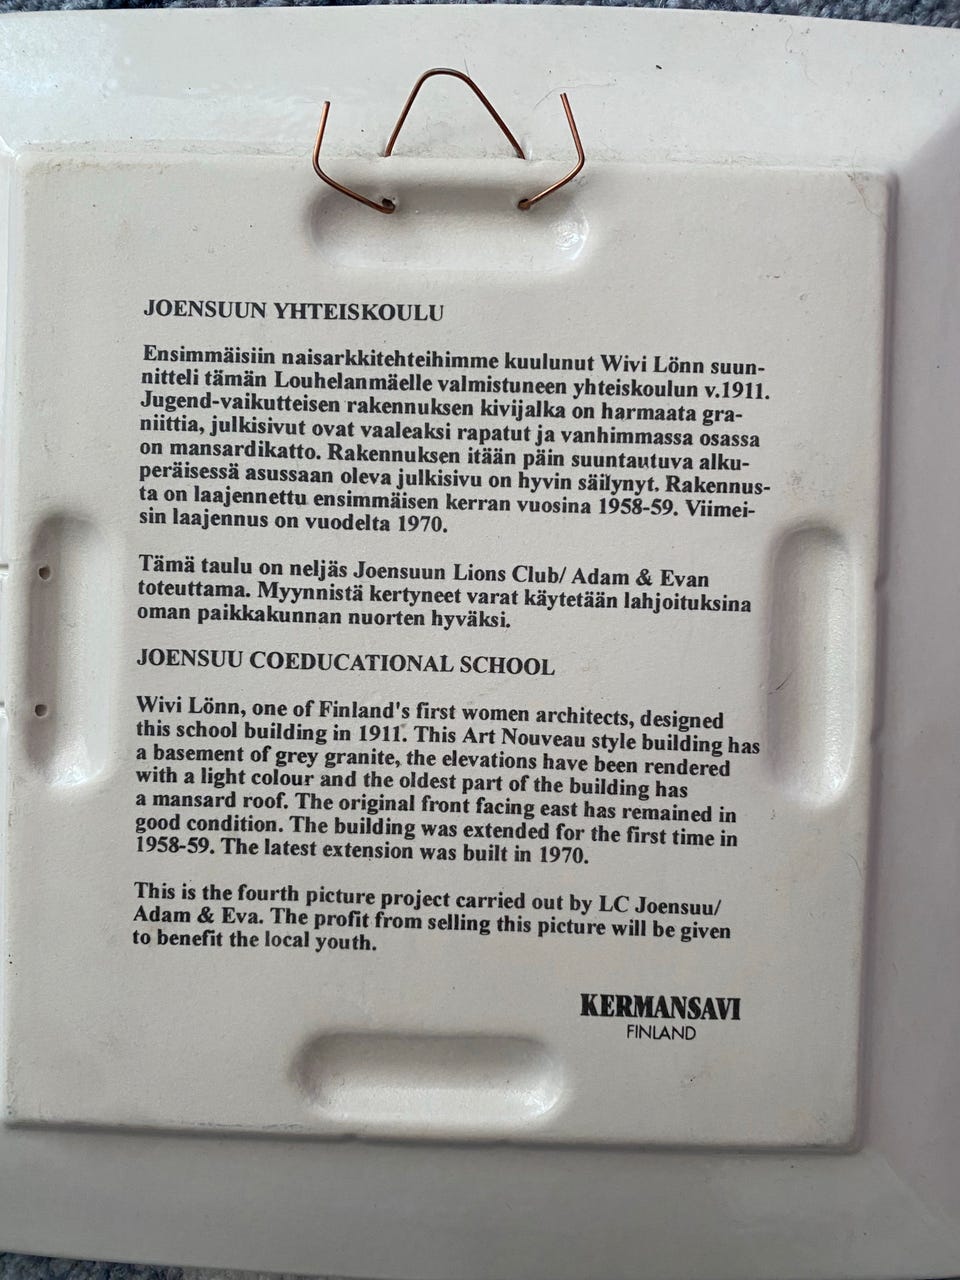 JOENSUUN YHTEISKOULU
Ensimmäisiin naisarkkitehteihimme kuulunut Wivi Lönn suun-
nitteli tämän Louhelanmäelle valmistuneen yhteiskoulun v.1911.
Jugend-vaikutteisen rakennuksen kivijalka on harmaata gra-
niittia, julkisivut ovat vaaleaksi rapatut ja vanhimmassa osassa
on mansardikatto. Rakennuksen itään päin suuntautuva alku-
peräisessä asussaan oleva julkisivu on hyvin säilynyt. Rakennus-
ta on laajennettu ensimmäisen kerran vuosina 1958-59. Viimei-
sin laajennus on vuodelta 1970.
Tämä taulu on neljäs Joensuun Lions Club/ Adam & Evan
toteuttama. Myynnistä kertyneet varat käytetään lahjoituksina
oman paikkakunnan nuorten hyväksi.
JOENSUU COEDUCATIONAL SCHOOL
Wivi Lönn, one of Finland's first women architects, designed
this school building in 1911. This Art Nouveau style building has
a basement of grey granite, the elevations have been rendered
with a light colour and the oldest part of the building has
a mansard roof. The original front facing east has remained in
good condition. The building was extended for the first time in
1958-59. The latest extension was built in 1970.
This is the fourth picture project carried out by LC Joensuu/
Adam & Eva. The profit from selling this picture will be given
to benefit the local youth.
KERMANSAVI
FINLAND